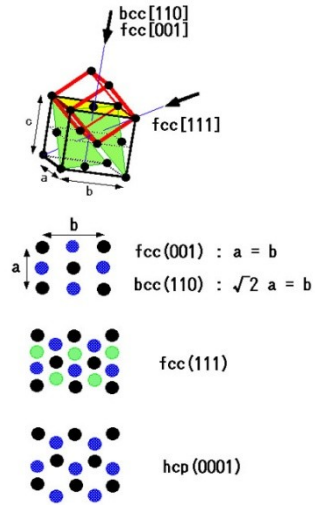 bcc[110]
fcc[001]
fcc[111]
c
a
b
b
a
fcc(001) : a = b
bcc(110) : √2 a = b
fcc(111)
hcp(0001)